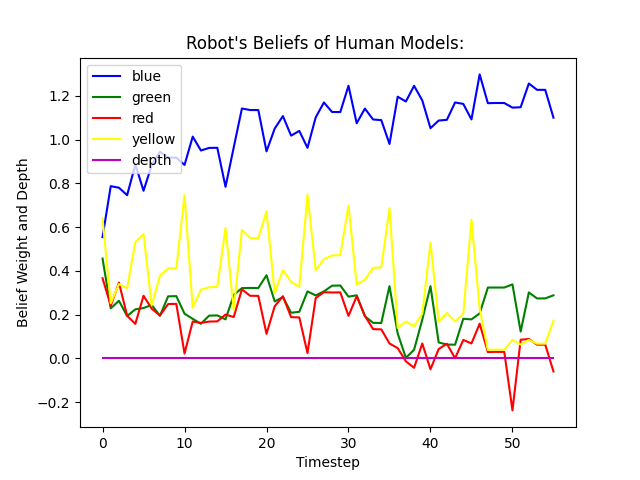 Robot's Beliefs of Human Models:
blue
green
red
yellow
depth
Belief Weight and Depth
1.2
1.0
0.8
0.6
0.4
0.2
0.0
−0.2
0 10 20 30 40 50
Timestep